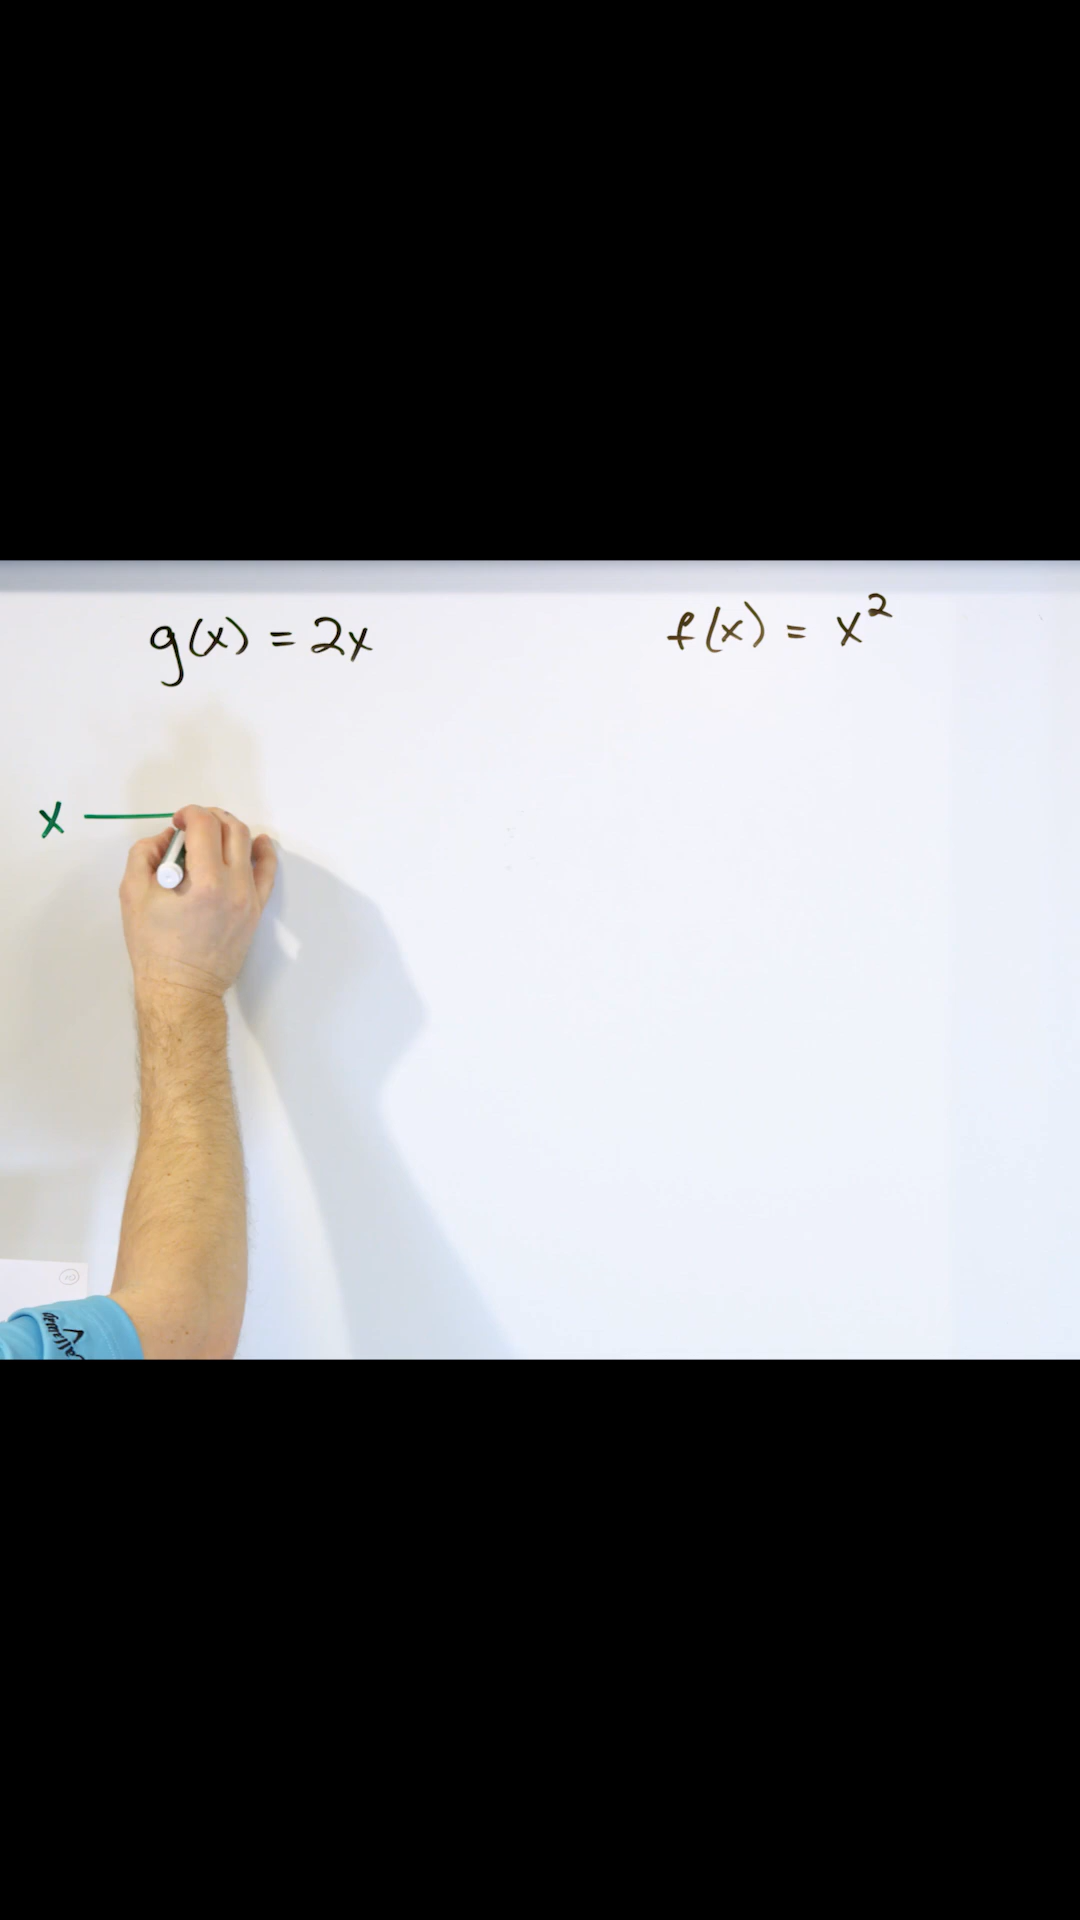 g(x) = 2x
f(x) = x²
x